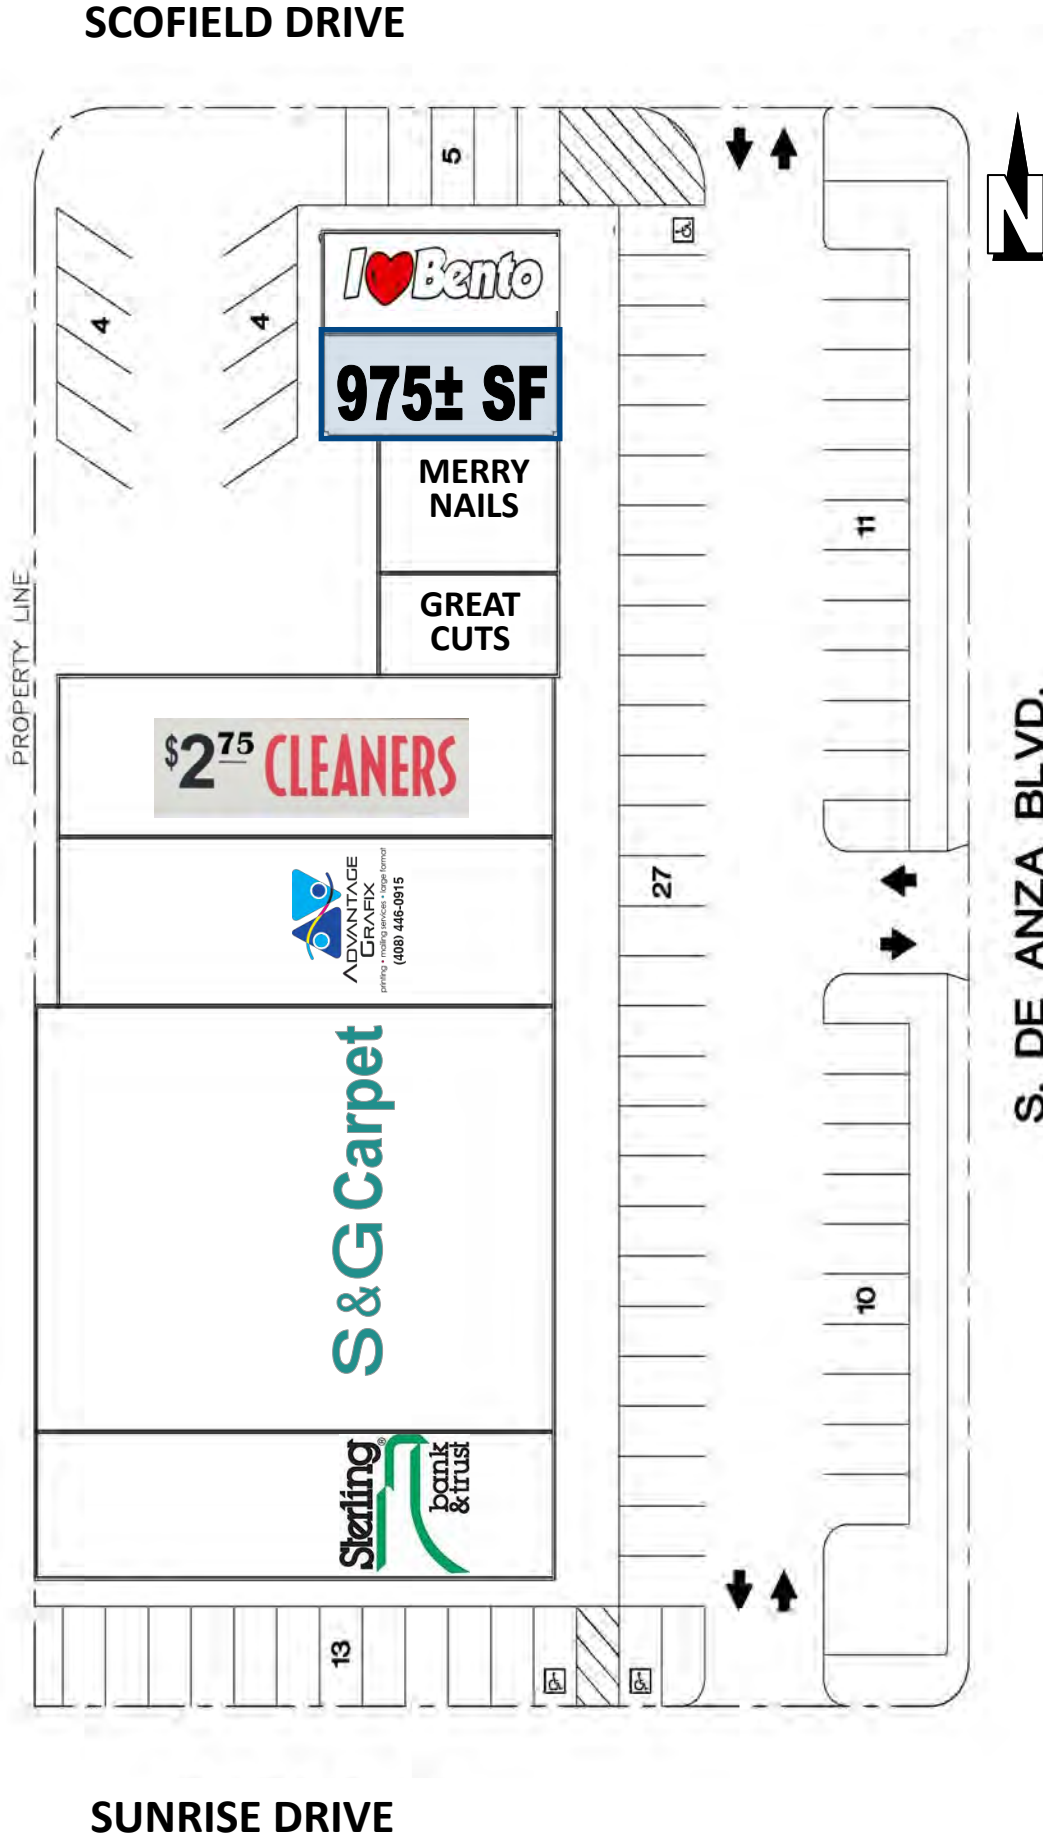 SCOFIELD DRIVE
5
N
I Bento
4
4
975± SF
MERRY
NAILS
11
PROPERTY LINE
GREAT
CUTS
$2.75 CLEANERS
S. DE ANZA BLVD.
ADVANTAGE
GRAFIX
printing • mailing services • large format
(408) 446-0915
27
S & G Carpet
10
Sterling®
bank
& trust
13
SUNRISE DRIVE